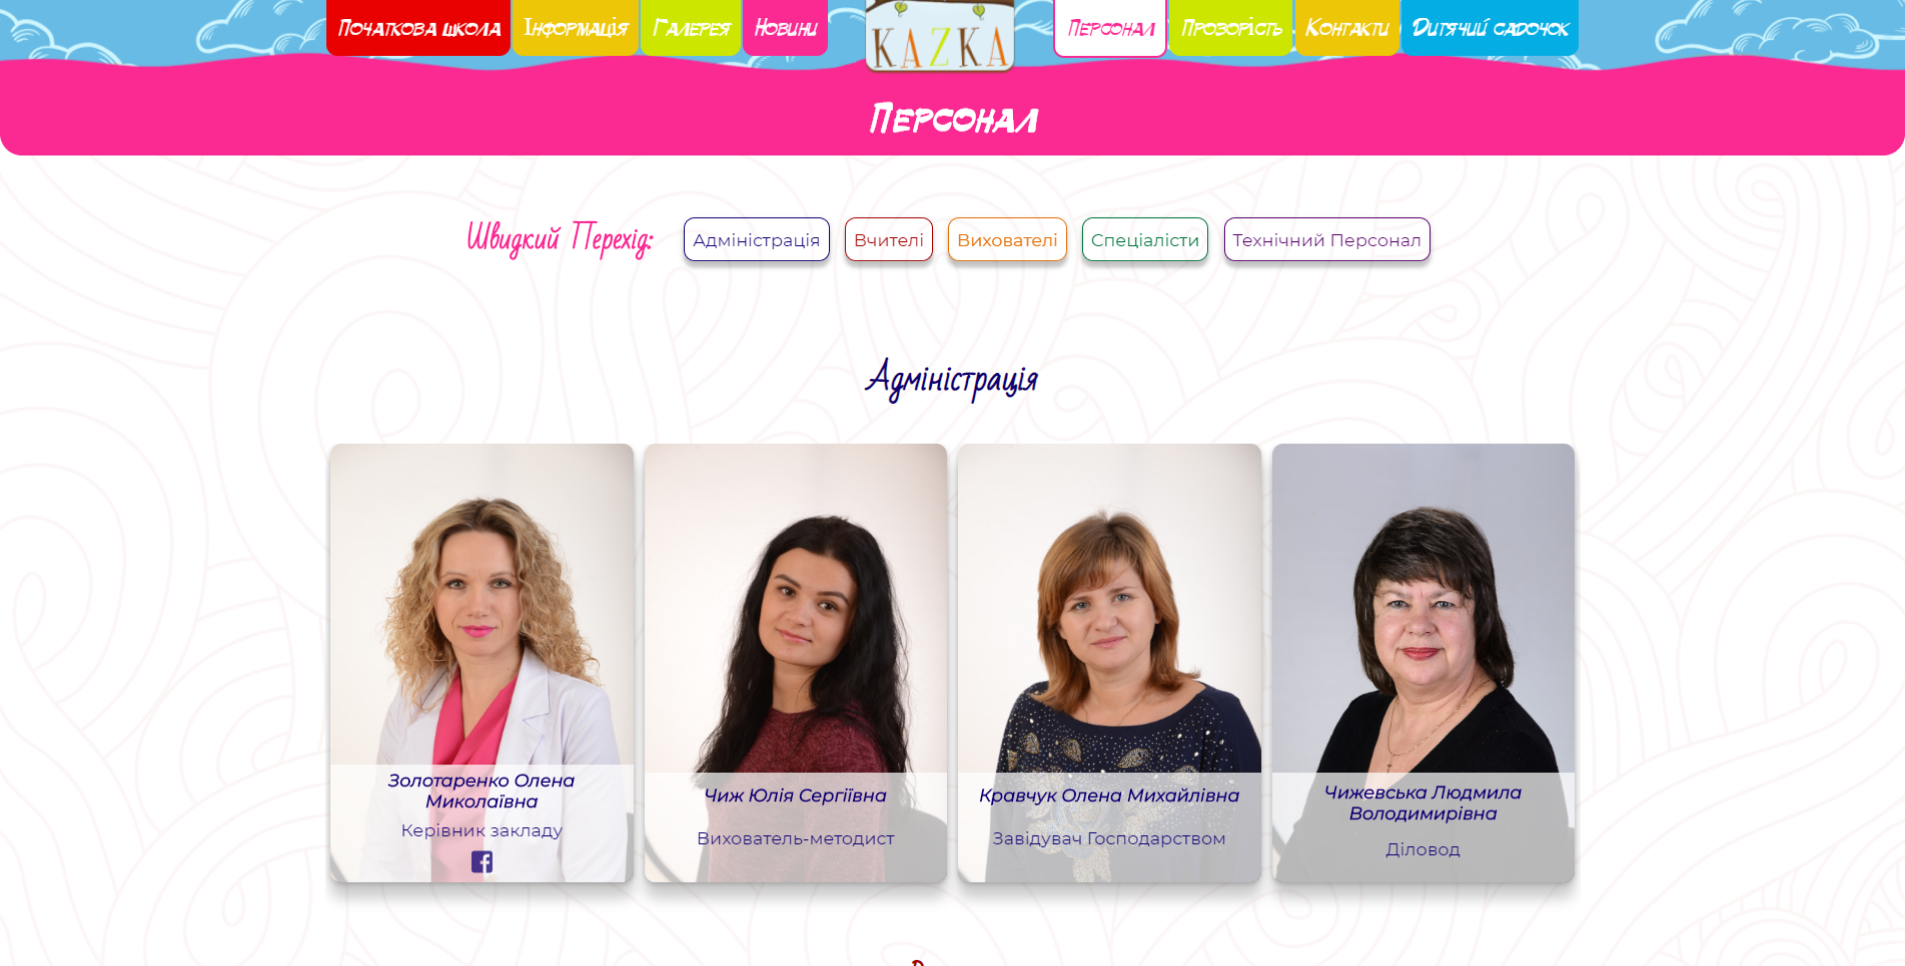 Початкова школа
Інформація
Галерея
Новини
KAZKA
Персонал
Прозорість
Контакти
Дитячий садочок
Персонал
Швидкий Перехід:
Адміністрація
Вчителі
Вихователі
Спеціалісти
Технічний Персонал
Адміністрація
Золотаренко Олена
Миколаївна
Керівник закладу
Чиж Юлія Сергіївна
Вихователь-методист
Кравчук Олена Михайлівна
Завідувач Господарством
Чижевська Людмила
Володимирівна
Діловод